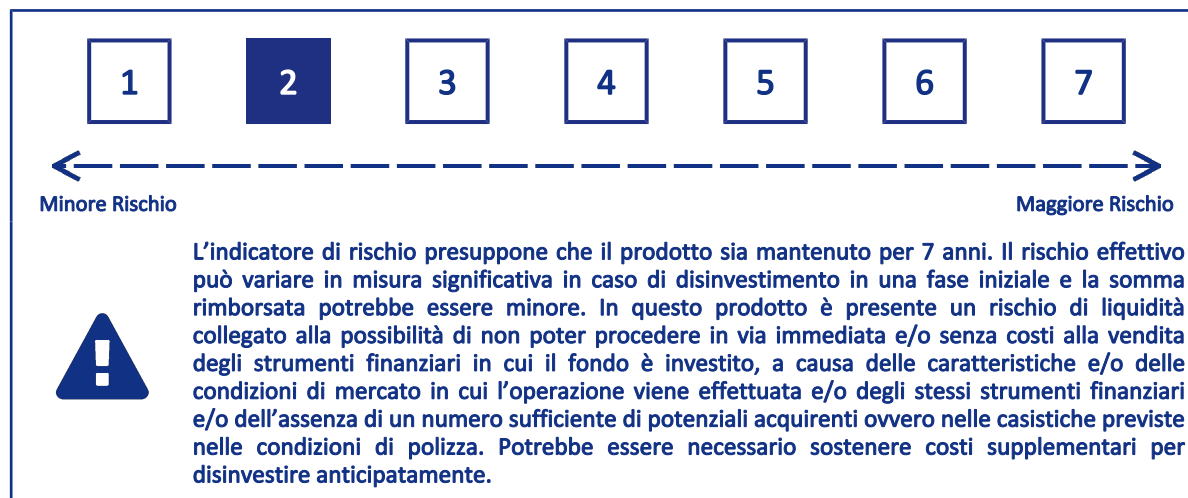 1 2 3 4 5 6 7
Minore Rischio Maggiore Rischio
L’indicatore di rischio presuppone che il prodotto sia mantenuto per 7 anni. Il rischio effettivo
può variare in misura significativa in caso di disinvestimento in una fase iniziale e la somma
rimborsata potrebbe essere minore. In questo prodotto è presente un rischio di liquidità
collegato alla possibilità di non poter procedere in via immediata e/o senza costi alla vendita
degli strumenti finanziari in cui il fondo è investito, a causa delle caratteristiche e/o delle
condizioni di mercato in cui l’operazione viene effettuata e/o degli stessi strumenti finanziari
e/o dell’assenza di un numero sufficiente di potenziali acquirenti ovvero nelle casistiche previste
nelle condizioni di polizza. Potrebbe essere necessario sostenere costi supplementari per
disinvestire anticipatamente.